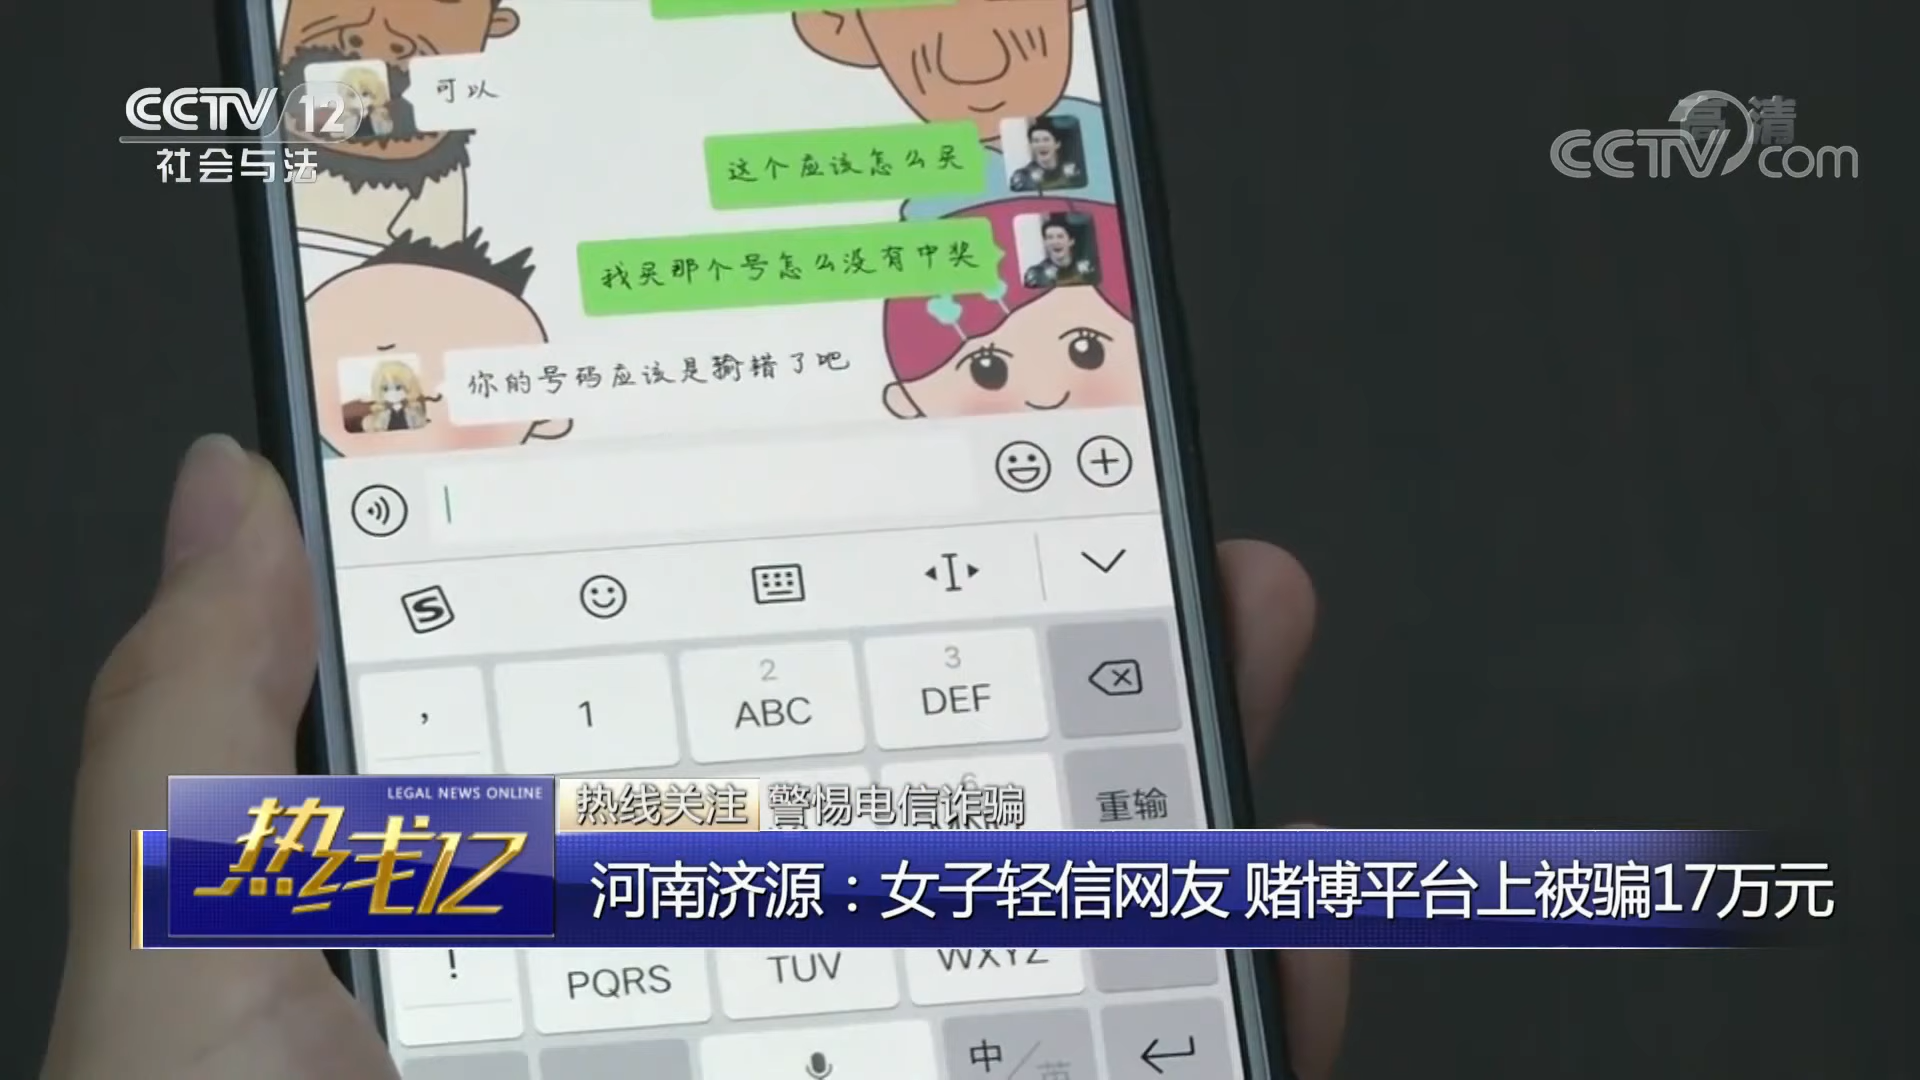 可以
CCTV 12
社会与法
高清
CCTV.com
这个应该怎么买
我买那个号怎么没有中奖
你的号码应该是输错了吧
S
,
1
2
ABC
3
DEF
6
重输
LEGAL NEWS ONLINE
热线12
热线关注 警惕电信诈骗
河南济源：女子轻信网友 赌博平台上被骗17万元
!
PQRS
TUV
WXYZ
中/英